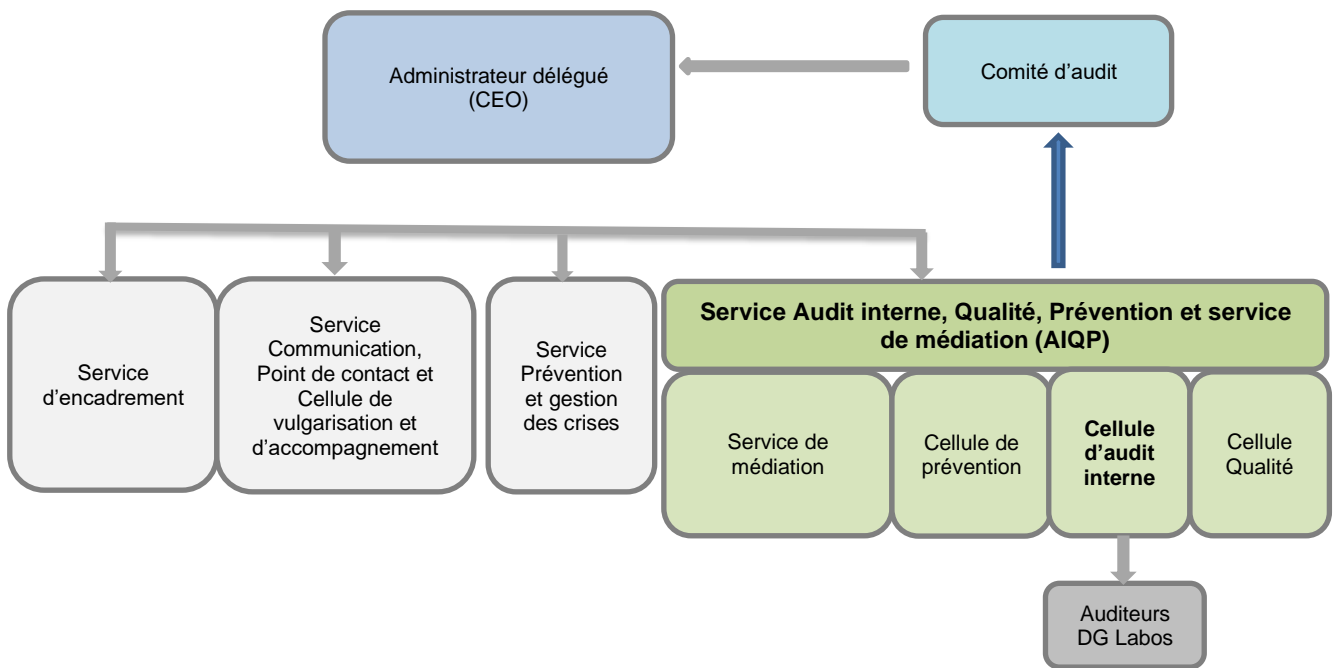 Administrateur délégué
(CEO)
Comité d’audit
Service
d’encadrement
Service
Communication,
Point de contact et
Cellule de
vulgarisation et
d’accompagnement
Service
Prévention
et gestion
des crises
Service Audit interne, Qualité, Prévention et service
de médiation (AIQP)
Service de
médiation
Cellule de
prévention
Cellule
d’audit
interne
Cellule
Qualité
Auditeurs
DG Labos